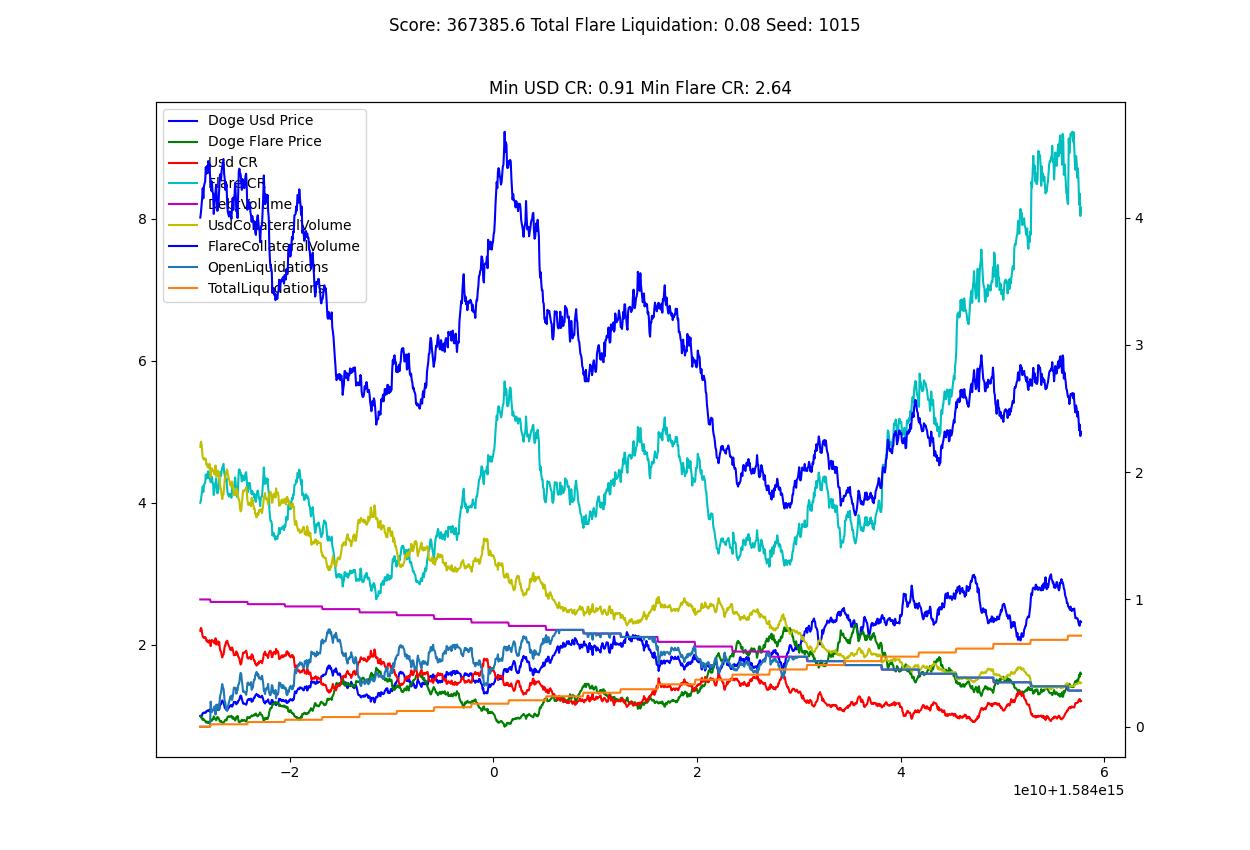 Score: 367385.6 Total Flare Liquidation: 0.08 Seed: 1015
Min USD CR: 0.91 Min Flare CR: 2.64
Doge Usd Price
Doge Flare Price
Usd CR
Flare CR
DebtVolume
UsdCollateralVolume
FlareCollateralVolume
OpenLiquidations
TotalLiquidations
8
6
4
2
4
3
2
1
0
−2
0
2
4
6
1e10+1.584e15